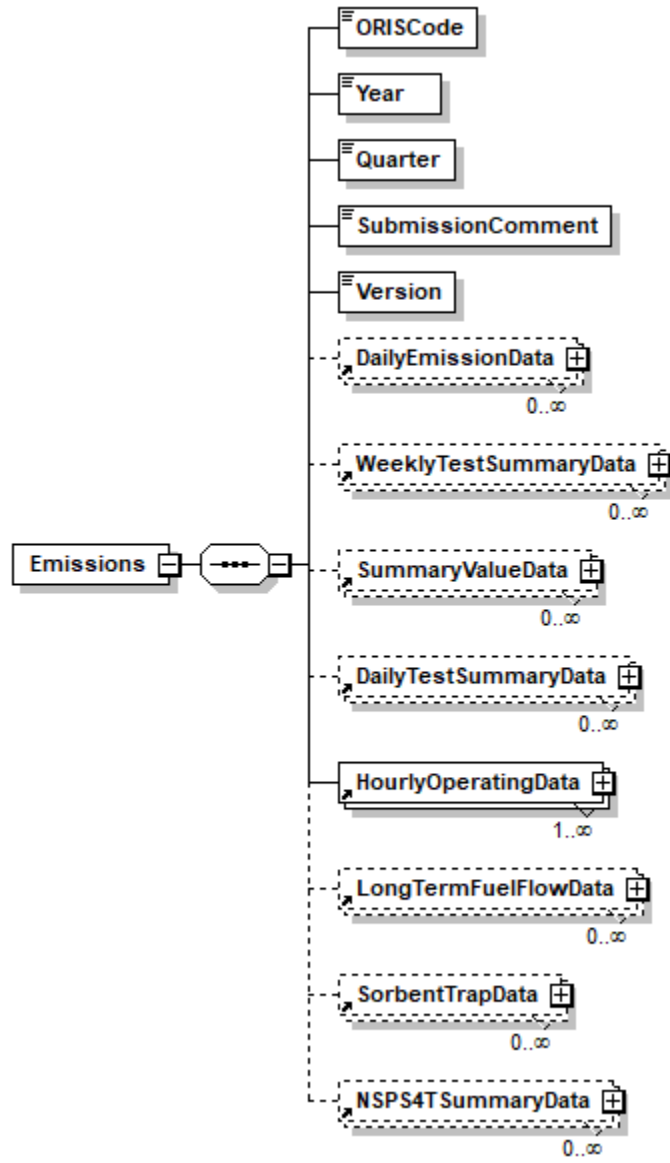 ORISCode
Year
Quarter
SubmissionComment
Version
DailyEmissionData
0..∞
WeeklyTestSummaryData
0..∞
Emissions
SummaryValueData
0..∞
DailyTestSummaryData
0..∞
HourlyOperatingData
1..∞
LongTermFuelFlowData
0..∞
SorbentTrapData
0..∞
NSPS4TSummaryData
0..∞